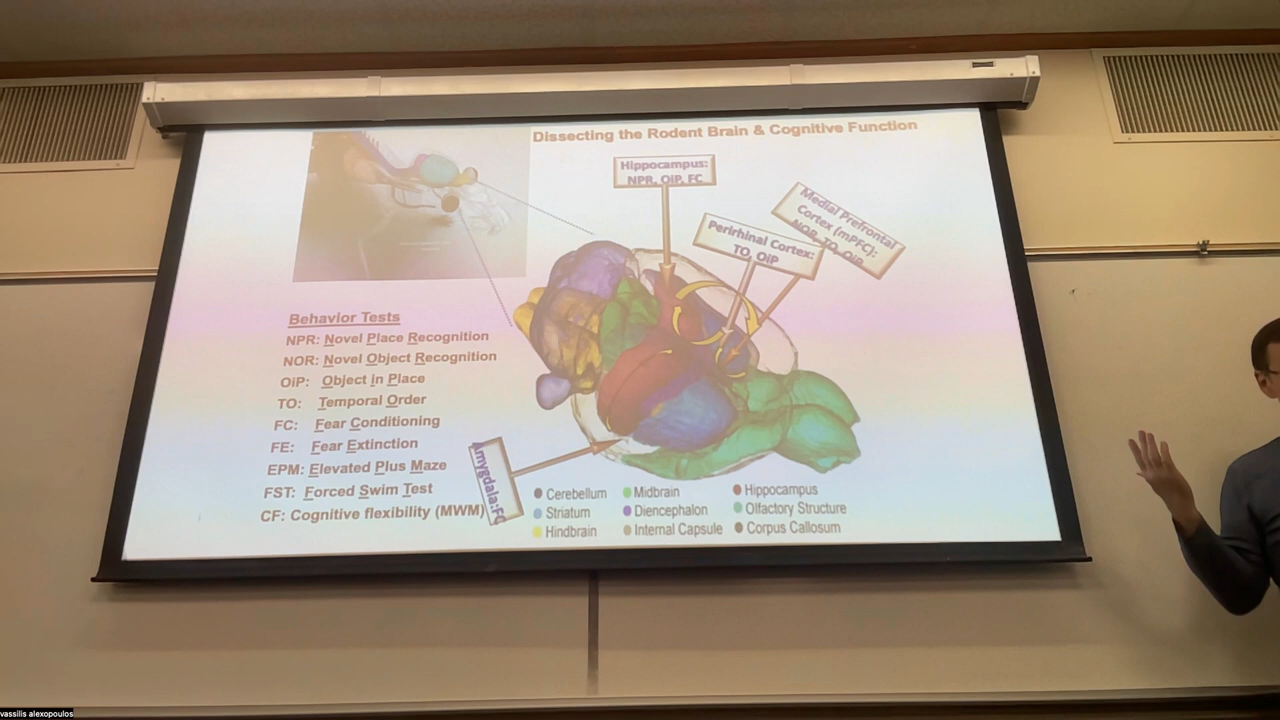 Dissecting the Rodent Brain & Cognitive Function
Hippocampus:
NPR, OiP, FC
Medial Prefrontal
Cortex (mPFC):
NOR, TO, OiP
Perirhinal Cortex:
TO, OiP
Behavior Tests
NPR: Novel Place Recognition
NOR: Novel Object Recognition
OiP: Object in Place
TO: Temporal Order
FC: Fear Conditioning
FE: Fear Extinction
EPM: Elevated Plus Maze
FST: Forced Swim Test
CF: Cognitive flexibility (MWM)
Amygdala:FC
Cerebellum Midbrain Hippocampus
Striatum Diencephalon Olfactory Structure
Hindbrain Internal Capsule Corpus Callosum
vassilis alexopoulos